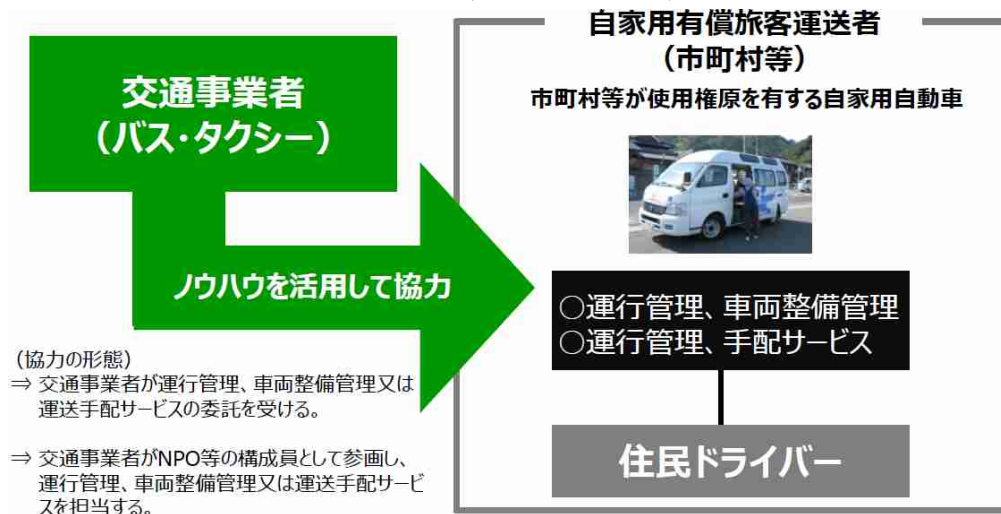 交通事業者
（バス・タクシー）
ノウハウを活用して協力
（協力の形態）
⇒ 交通事業者が運行管理、車両整備管理又は
運送手配サービスの委託を受ける。
⇒ 交通事業者がNPO等の構成員として参画し、
運行管理、車両整備管理又は運送手配サービ
スを担当する。
自家用有償旅客運送者
（市町村等）
市町村等が使用権原を有する自家用自動車
○運行管理、車両整備管理
○運行管理、手配サービス
住民ドライバー